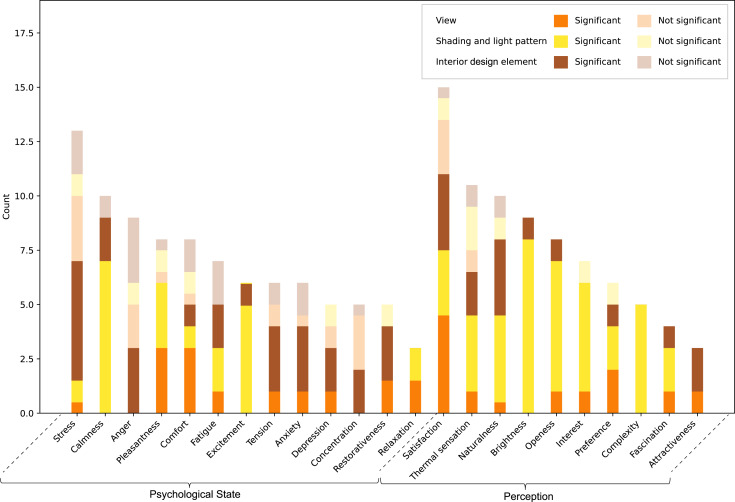 View Significant Not significant
Shading and light pattern Significant Not significant
Interior design element Significant Not significant
Count
17.5
15.0
12.5
10.0
7.5
5.0
2.5
0.0
Stress
Calmness
Anger
Pleasantness
Comfort
Fatigue
Excitement
Tension
Anxiety
Depression
Concentration
Restorativeness
Relaxation
Satisfaction
Thermal sensation
Naturalness
Brightness
Openess
Interest
Preference
Complexity
Fascination
Attractiveness
Psychological State
Perception